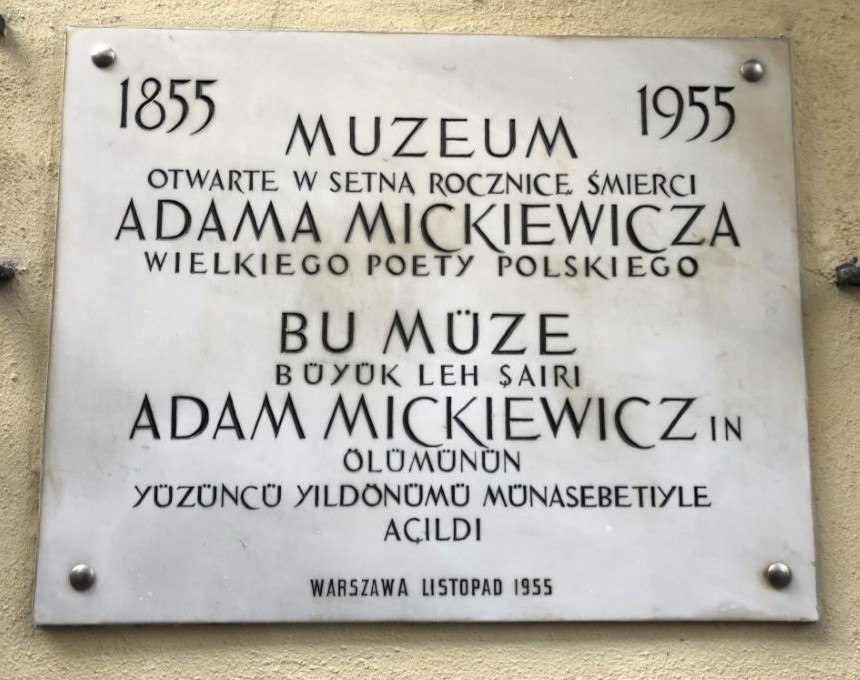 1855 1955
MUZEUM
OTWARTE W SETNĄ ROCZNICĘ ŚMIERCI
ADAMA MICKIEWICZA
WIELKIEGO POETY POLSKIEGO
BU MÜZE
BÜYÜK LEH ŞAIRI
ADAM MICKIEWICZ IN
ÖLÜMÜNÜN
YÜZÜNCÜ YILDÖNÜMÜ MÜNASEBETIYLE
AÇILDI
WARSZAWA LISTOPAD 1955